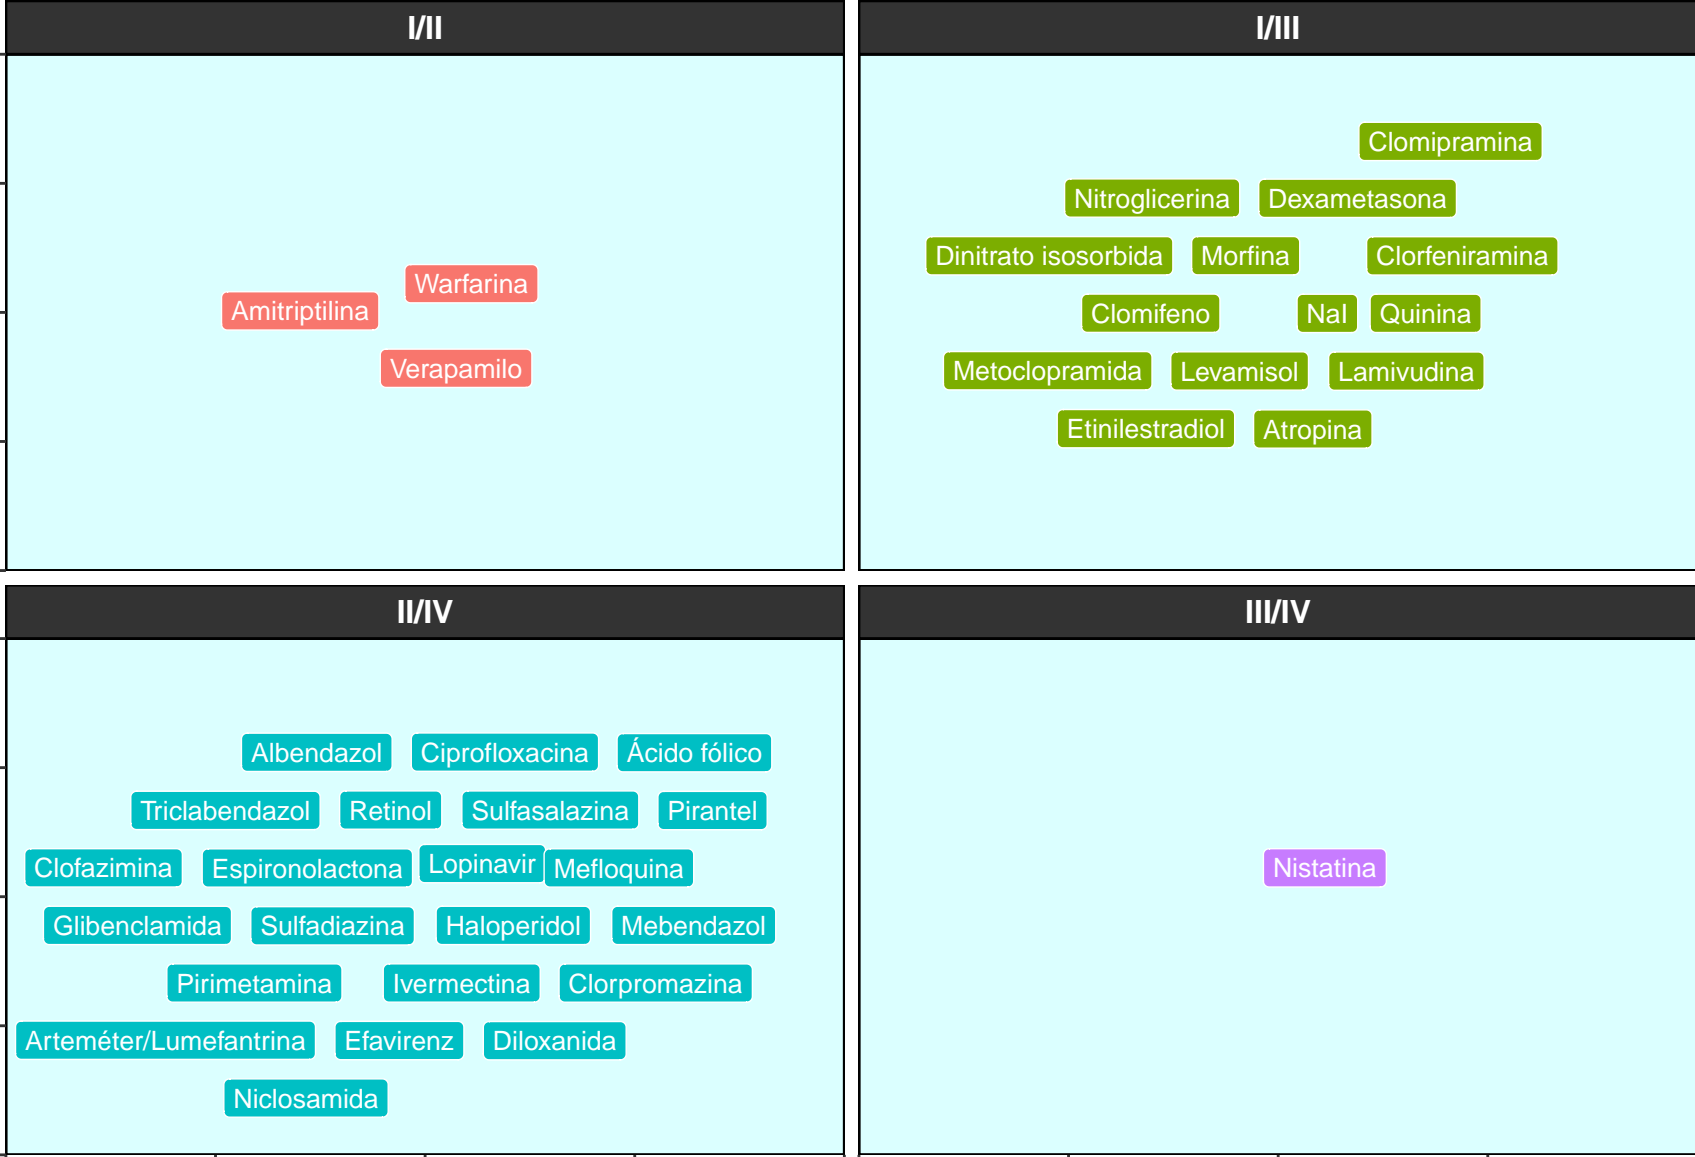 I/II
Warfarina
Amitriptilina
Verapamilo
I/III
Clomipramina
Nitroglicerina Dexametasona
Dinitrato isosorbida Morfina Clorfeniramina
Clomifeno NaI Quinina
Metoclopramida Levamisol Lamivudina
Etinilestradiol Atropina
II/IV
Albendazol Ciprofloxacina Ácido fólico
Triclabendazol Retinol Sulfasalazina Pirantel
Clofazimina Espironolactona Lopinavir Mefloquina
Glibenclamida Sulfadiazina Haloperidol Mebendazol
Pirimetamina Ivermectina Clorpromazina
Arteméter/Lumefantrina Efavirenz Diloxanida
Niclosamida
III/IV
Nistatina